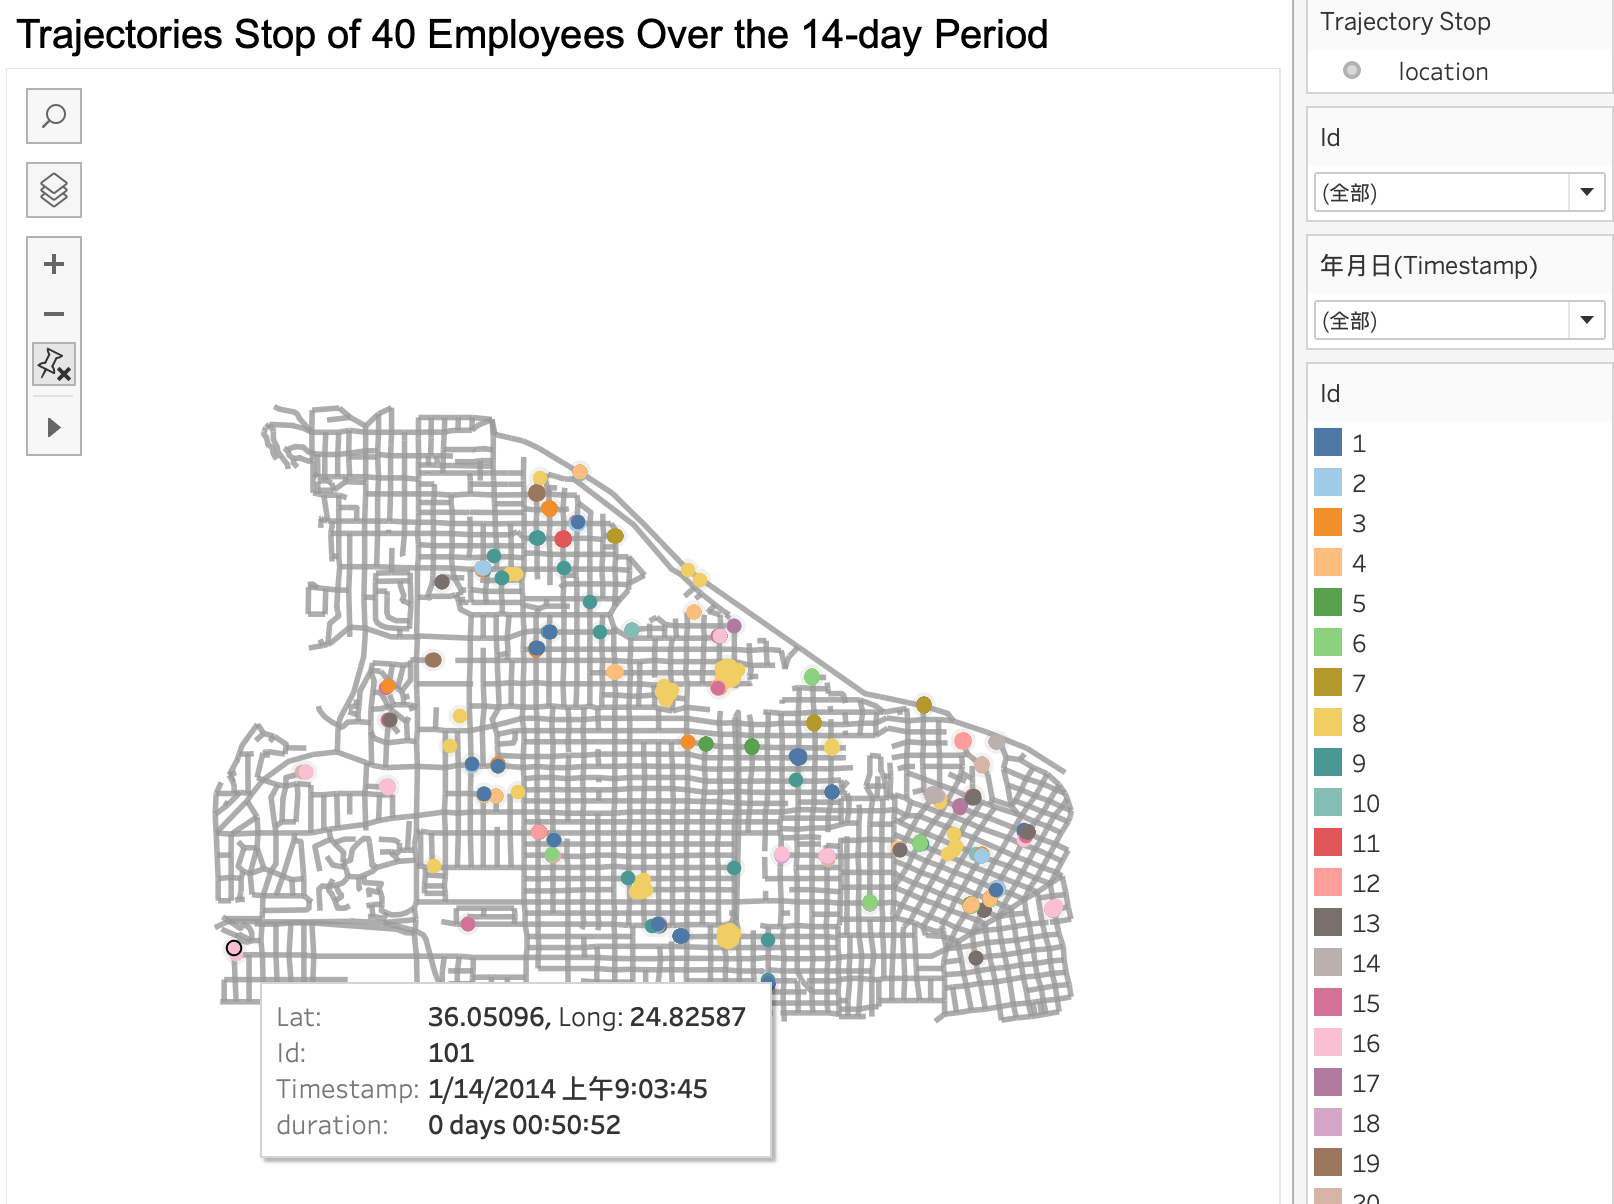 Trajectories Stop of 40 Employees Over the 14-day Period
Trajectory Stop
location
Id
(全部)
年月日(Timestamp)
(全部)
Id
1
2
3
4
5
6
7
8
9
10
11
12
13
14
15
16
17
18
19
20
Lat: 36.05096, Long: 24.82587
Id: 101
Timestamp: 1/14/2014 上午9:03:45
duration: 0 days 00:50:52